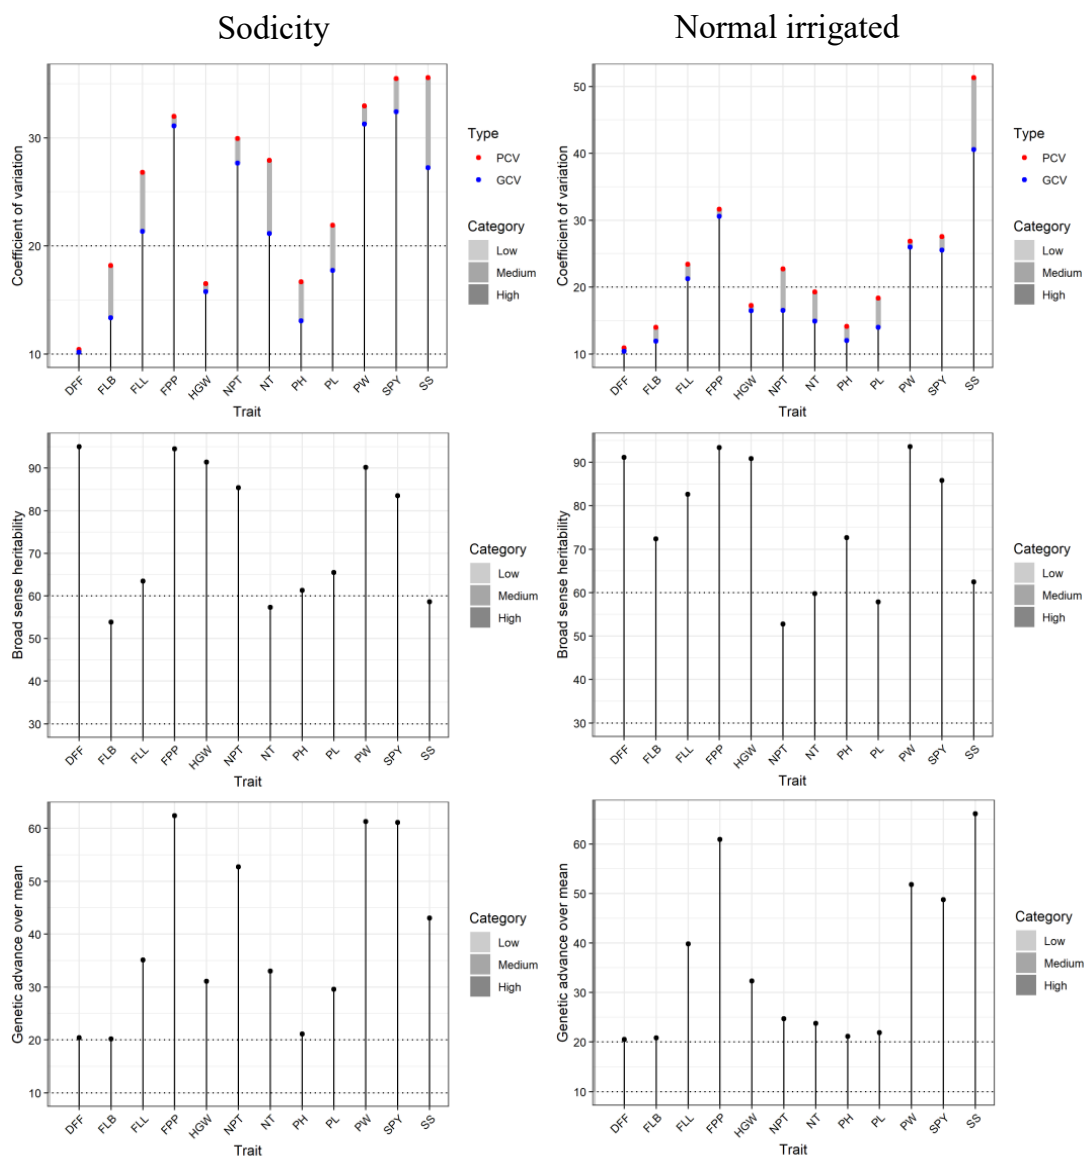 Sodicity
Normal irrigated
Coefficient of variation
30
20
10
DFF
FLB
FLL
FPP
HGW
NPT
NT
PH
PL
PW
SPY
SS
Trait
Type
PCV
GCV
Category
Low
Medium
High
Coefficient of variation
50
40
30
20
10
DFF
FLB
FLL
FPP
HGW
NPT
NT
PH
PL
PW
SPY
SS
Trait
Type
PCV
GCV
Category
Low
Medium
High
Broad sense heritability
90
80
70
60
50
40
30
DFF
FLB
FLL
FPP
HGW
NPT
NT
PH
PL
PW
SPY
SS
Trait
Category
Low
Medium
High
Broad sense heritability
90
80
70
60
50
40
30
DFF
FLB
FLL
FPP
HGW
NPT
NT
PH
PL
PW
SPY
SS
Trait
Category
Low
Medium
High
Genetic advance over mean
60
50
40
30
20
10
DFF
FLB
FLL
FPP
HGW
NPT
NT
PH
PL
PW
SPY
SS
Trait
Category
Low
Medium
High
Genetic advance over mean
60
50
40
30
20
10
DFF
FLB
FLL
FPP
HGW
NPT
NT
PH
PL
PW
SPY
SS
Trait
Category
Low
Medium
High